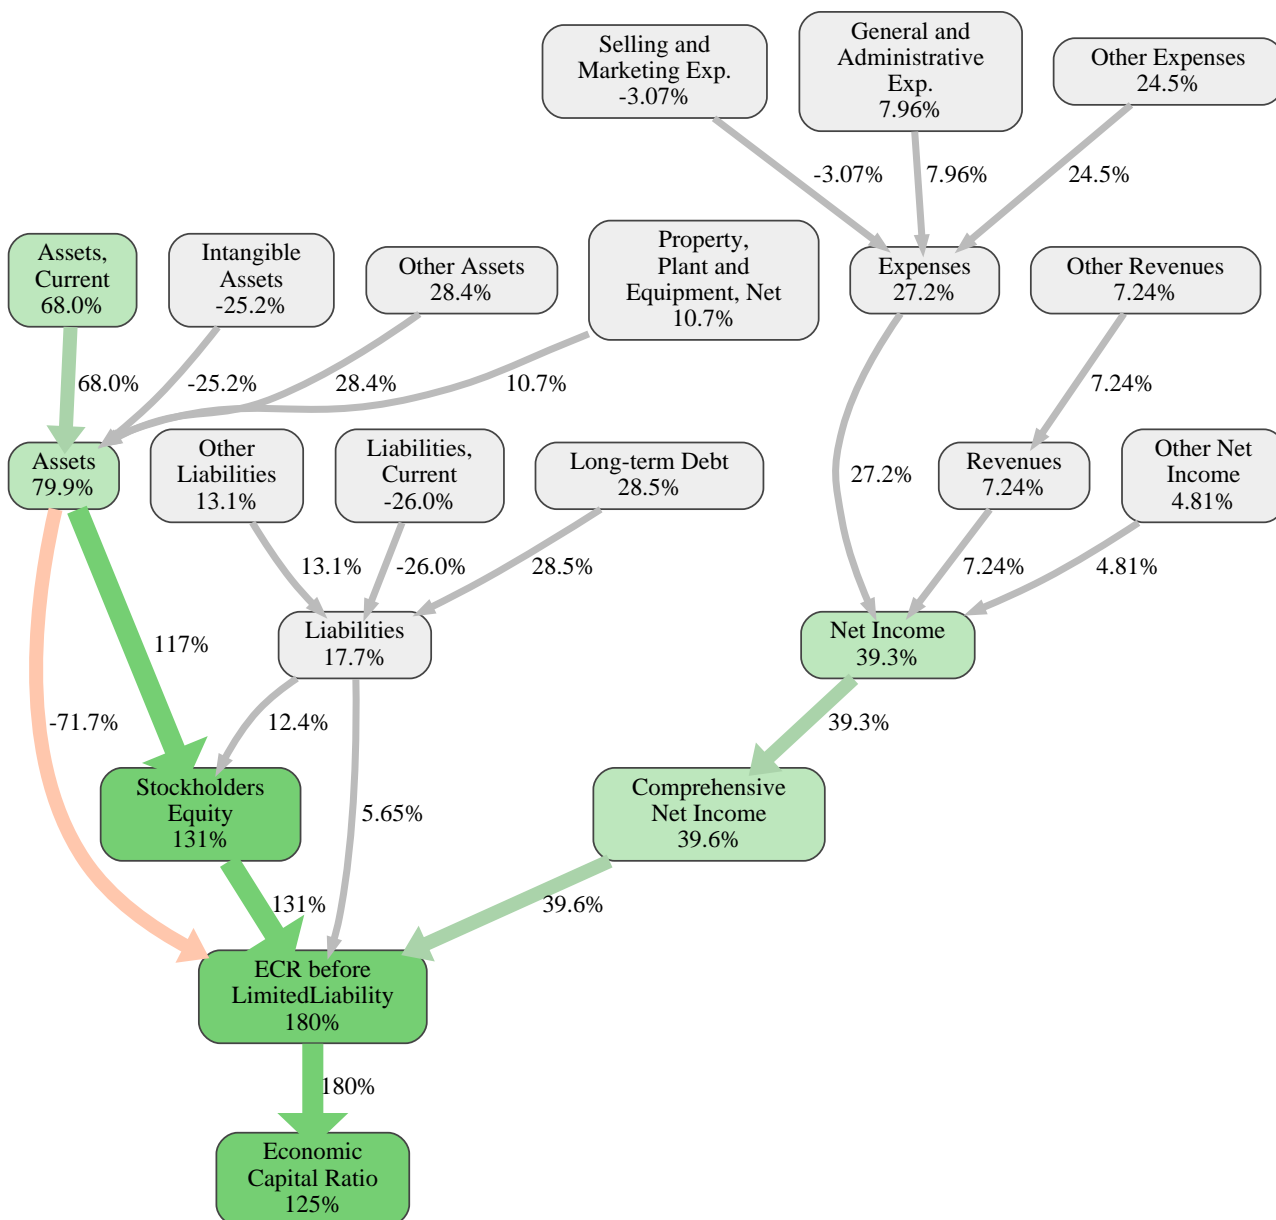 Selling and
Marketing Exp.
-3.07%
General and
Administrative
Exp.
7.96%
Other Expenses
24.5%
-3.07%
7.96%
24.5%
Assets,
Current
68.0%
Intangible
Assets
-25.2%
Other Assets
28.4%
Property,
Plant and
Equipment, Net
10.7%
Expenses
27.2%
Other Revenues
7.24%
68.0%
-25.2%
28.4%
10.7%
7.24%
Assets
79.9%
Other
Liabilities
13.1%
Liabilities,
Current
-26.0%
Long-term Debt
28.5%
27.2%
Revenues
7.24%
Other Net
Income
4.81%
13.1%
-26.0%
28.5%
7.24%
4.81%
117%
Liabilities
17.7%
Net Income
39.3%
-71.7%
12.4%
39.3%
Stockholders
Equity
131%
5.65%
Comprehensive
Net Income
39.6%
131%
39.6%
ECR before
LimitedLiability
180%
180%
Economic
Capital Ratio
125%